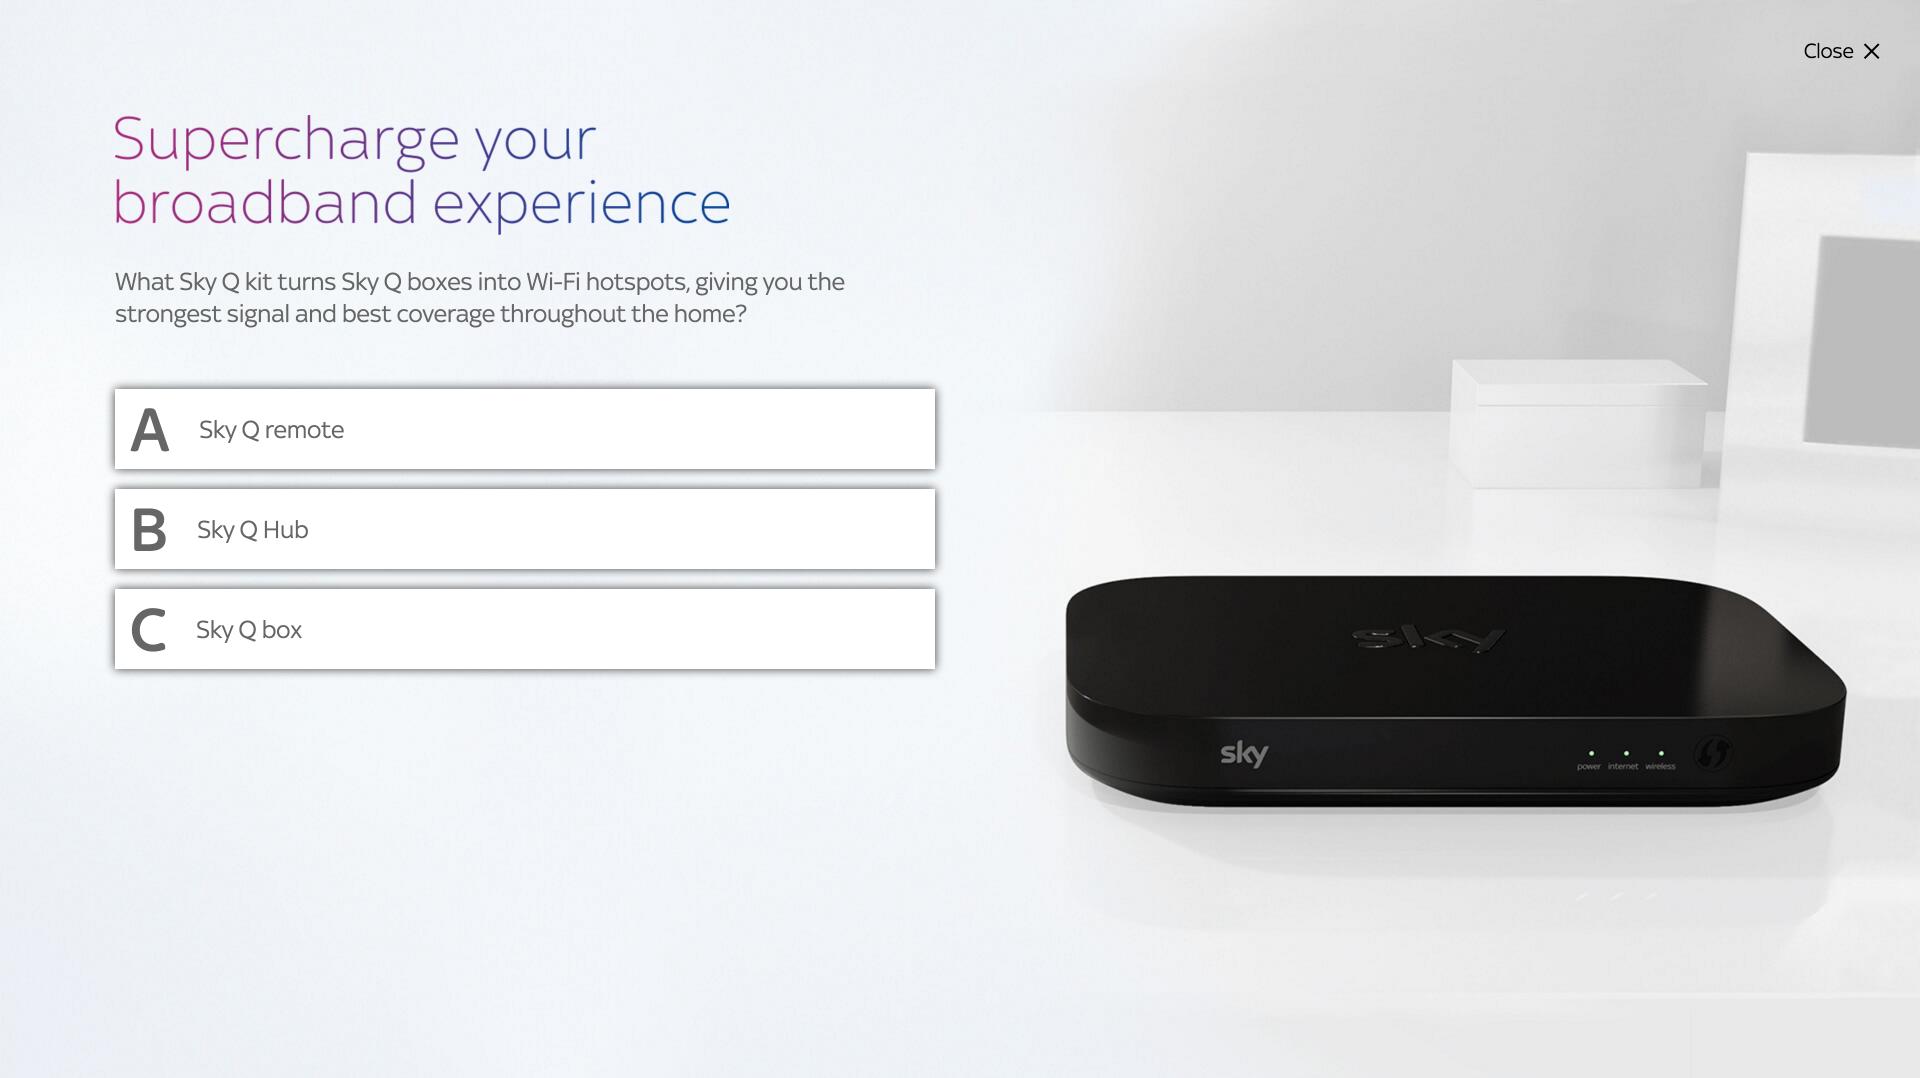 Close
Supercharge your
broadband experience
What Sky Q kit turns Sky Q boxes into Wi-Fi hotspots, giving you the
strongest signal and best coverage throughout the home?
A Sky Q remote
B Sky Q Hub
C Sky Q box
sky
sky
power internet wireless